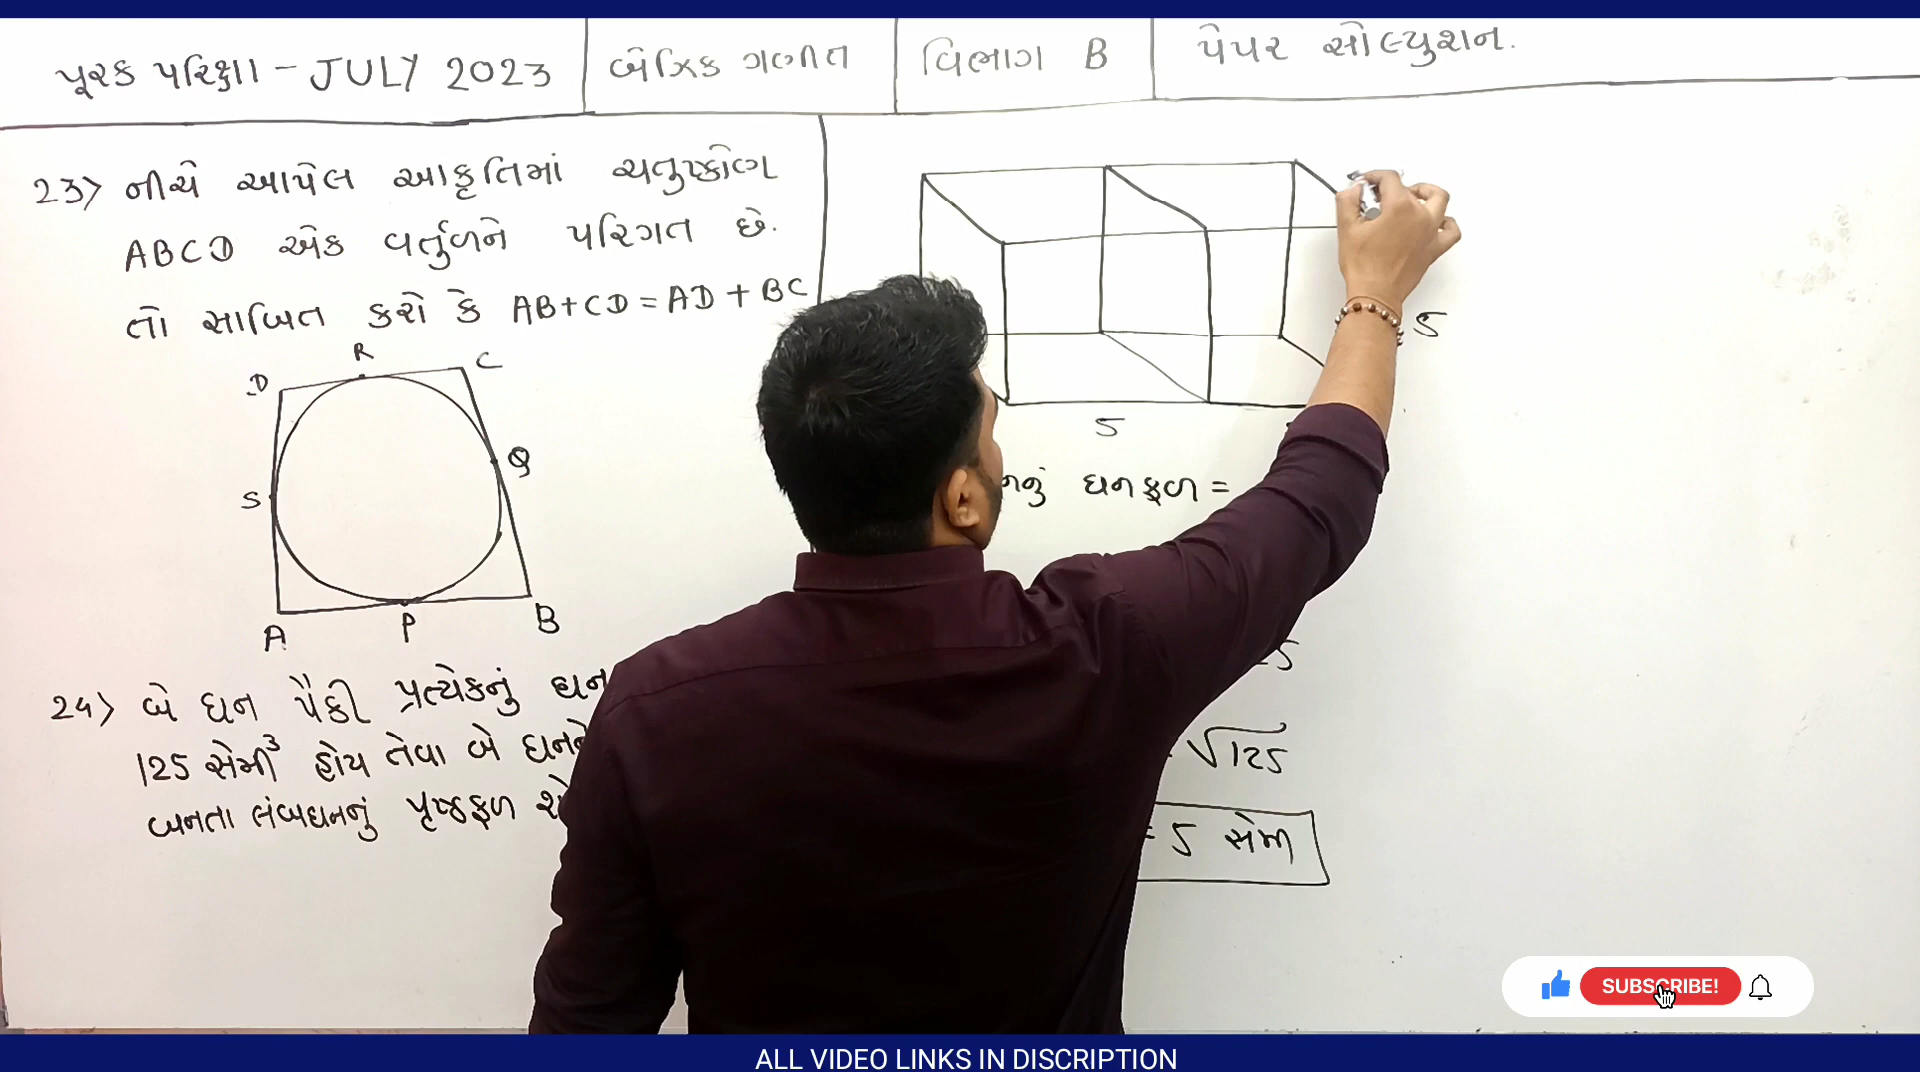 પૂરક પરિક્ષા - JULY 2023
બેઝિક ગણીત
વિભાગ B
પેપર સોલ્યુશન.
23> નીચે આપેલ આકૃતિમાં ચતુષ્કોણ
ABCD એક વર્તુળને પરિગત છે.
તો સાબિત કરો કે AB+CD = AD + BC
D R C
S Q
A P B
24> બે ઘન પૈકી પ્રત્યેકનું
125 સેમી³ હોય તેવા બે ઘનને
બનતા લંબઘનનું પૃષ્ઠફળ
5
5
ઘનફળ =
√125
= 5 સેમી
SUBSCRIBE!
ALL VIDEO LINKS IN DISCRIPTION